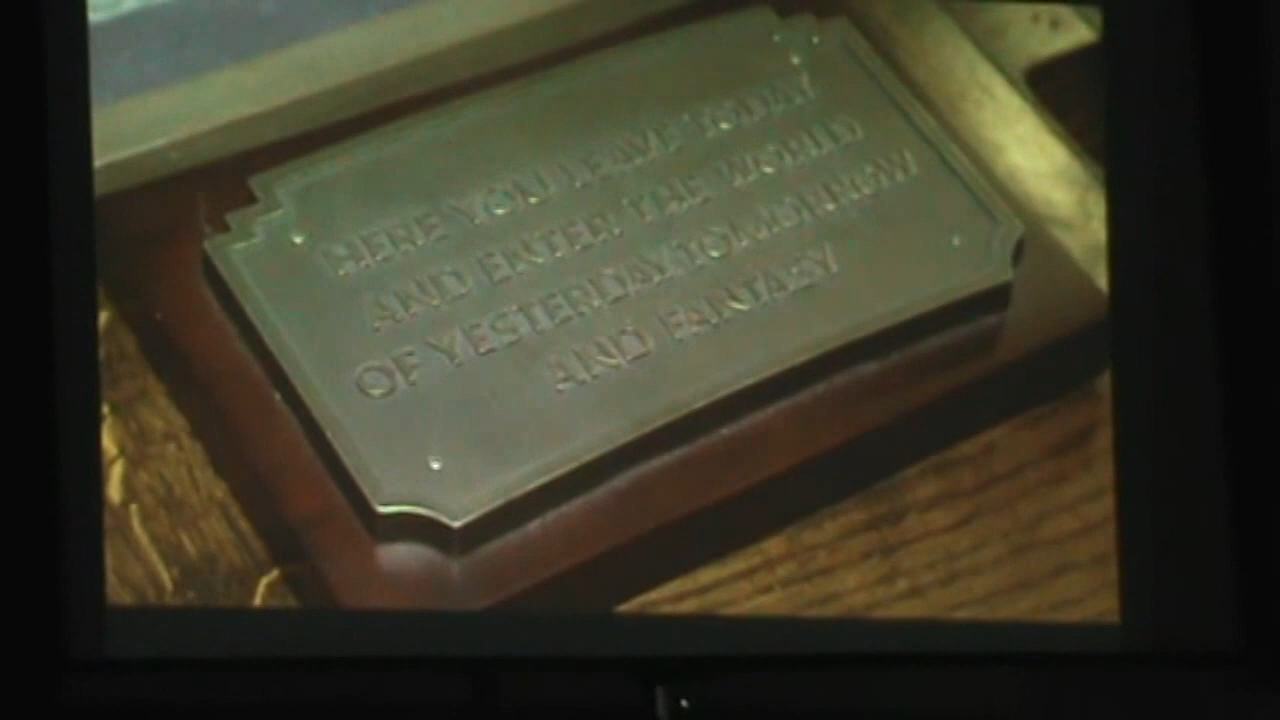 HERE YOU LEAVE TODAY
AND ENTER THE WORLD
OF YESTERDAY, TOMORROW
AND FANTASY